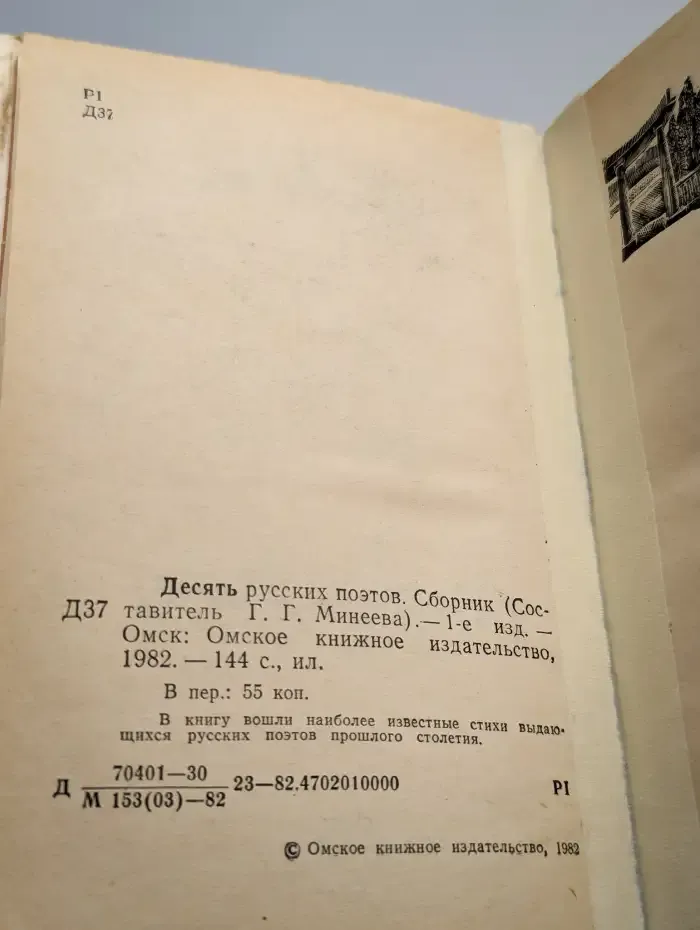 Р1
Д37
Десять русских поэтов. Сборник (Сос-
Д37 тавитель Г. Г. Минеева).— 1-е изд. —
Омск: Омское книжное издательство,
1982. — 144 с., ил.
В пер.: 55 коп.
В книгу вошли наиболее известные стихи выдаю-
щихся русских поэтов прошлого столетия.
70401—30
Д 23—82.4702010000 Р1
М 153(03)—82
© Омское книжное издательство, 1982